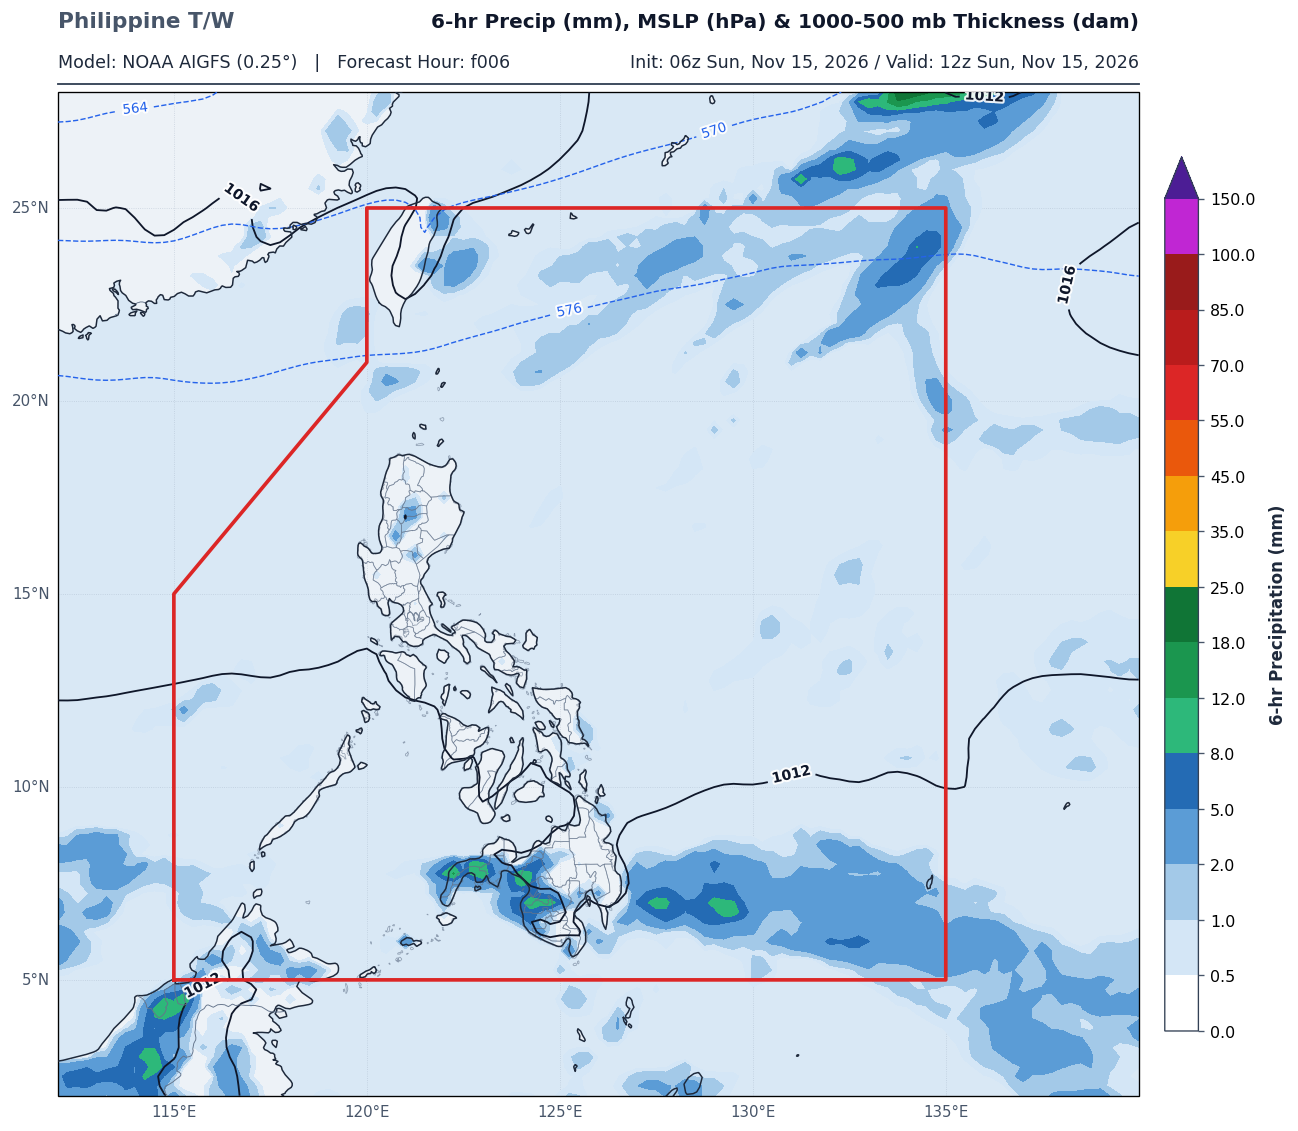 Philippine T/W
6-hr Precip (mm), MSLP (hPa) & 1000-500 mb Thickness (dam)
Model: NOAA AIGFS (0.25°) | Forecast Hour: f006
Init: 06z Sun, Nov 15, 2026 / Valid: 12z Sun, Nov 15, 2026
564
570
1012
1016
1016
576
1012
1012
25°N
20°N
15°N
10°N
5°N
115°E
120°E
125°E
130°E
135°E
150.0
100.0
85.0
70.0
55.0
45.0
35.0
25.0
18.0
12.0
8.0
5.0
2.0
1.0
0.5
0.0
6-hr Precipitation (mm)